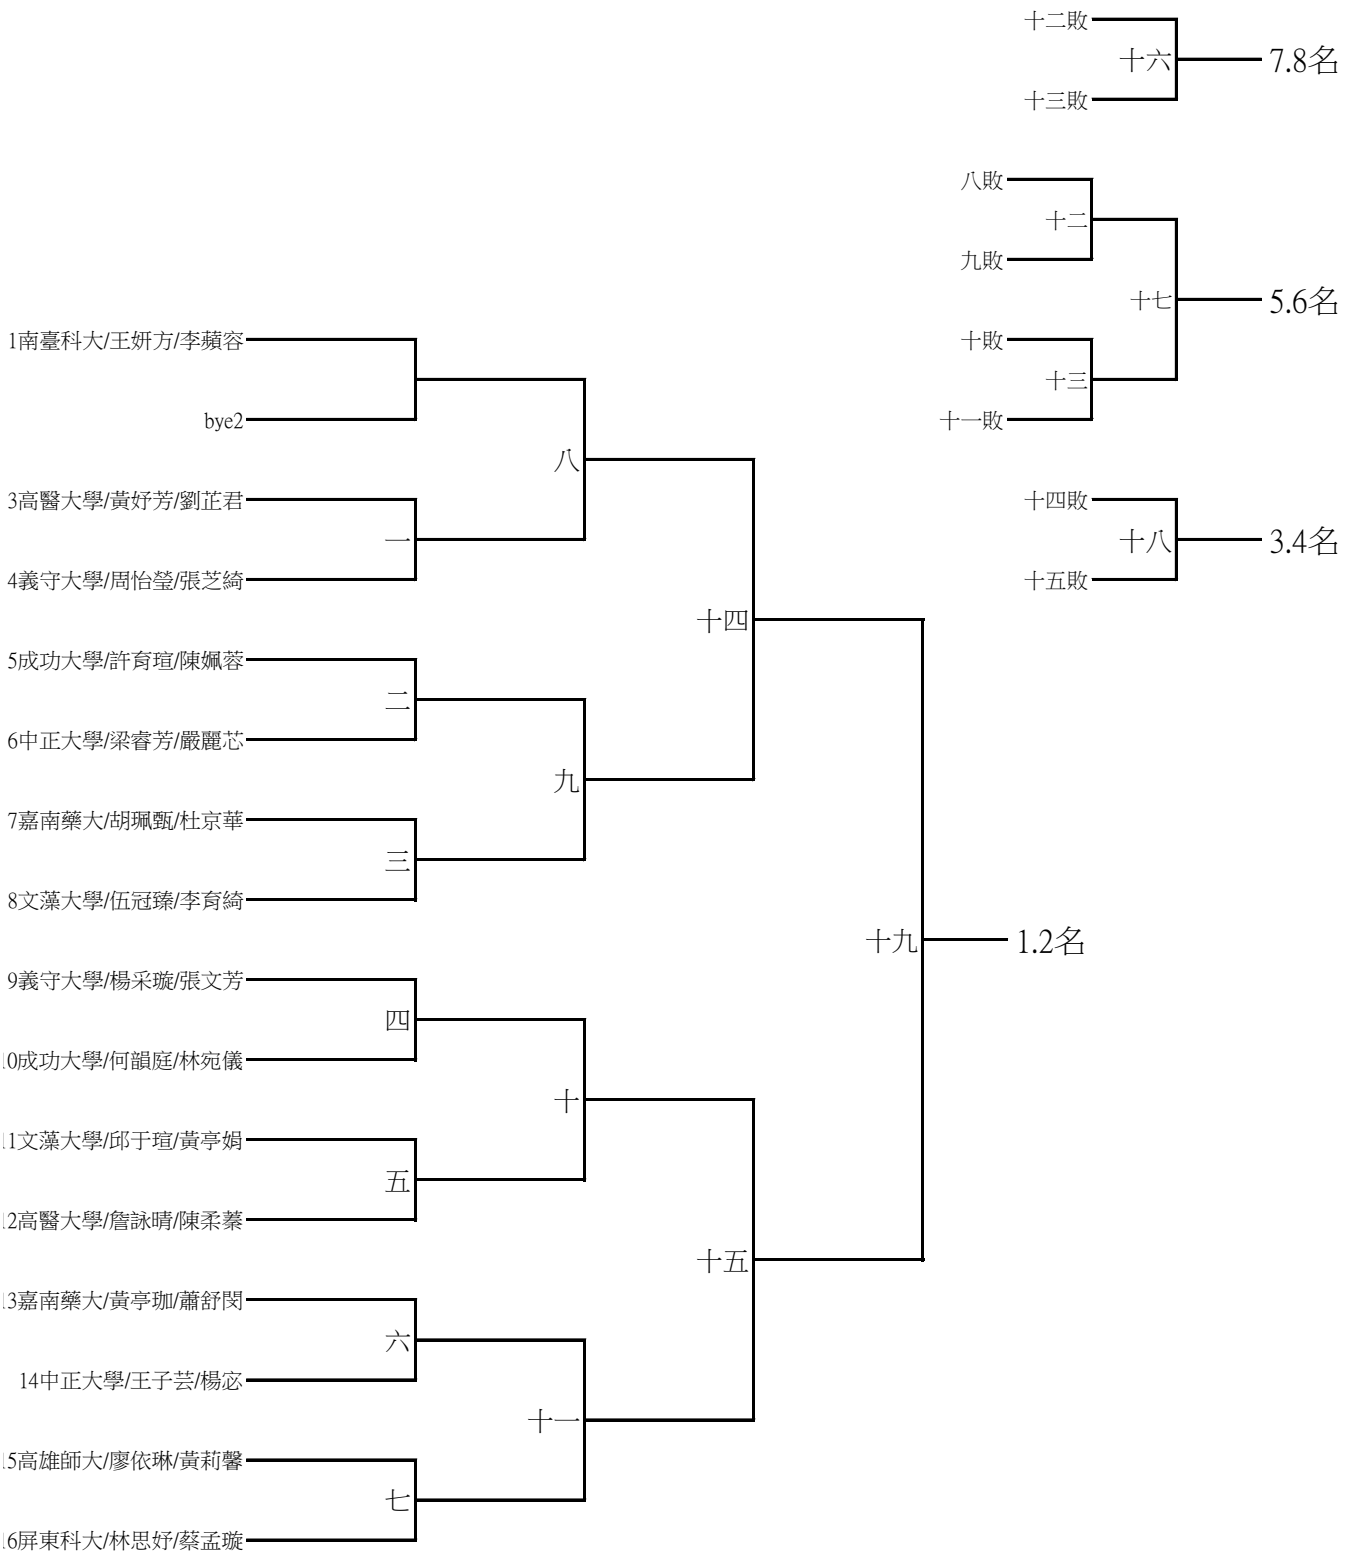 十二敗
十六
7.8名
十三敗
八敗
十二
九敗
十七
5.6名
十敗
十三
十一敗
十四敗
十八
3.4名
十五敗
1南臺科大/王妍方/李蘋容
bye2
八
3高醫大學/黃妤芳/劉芷君
一
4義守大學/周怡瑩/張芝綺
十四
5成功大學/許育瑄/陳姵蓉
二
6中正大學/梁睿芳/嚴麗芯
九
7嘉南藥大/胡珮甄/杜京華
三
8文藻大學/伍冠臻/李育綺
十九
1.2名
9義守大學/楊采璇/張文芳
四
10成功大學/何韻庭/林宛儀
十
11文藻大學/邱于瑄/黃亭娟
五
12高醫大學/詹詠晴/陳柔蓁
十五
13嘉南藥大/黃亭珈/蕭舒閔
六
14中正大學/王子芸/楊宓
十一
15高雄師大/廖依琳/黃莉馨
七
16屏東科大/林思妤/蔡孟璇